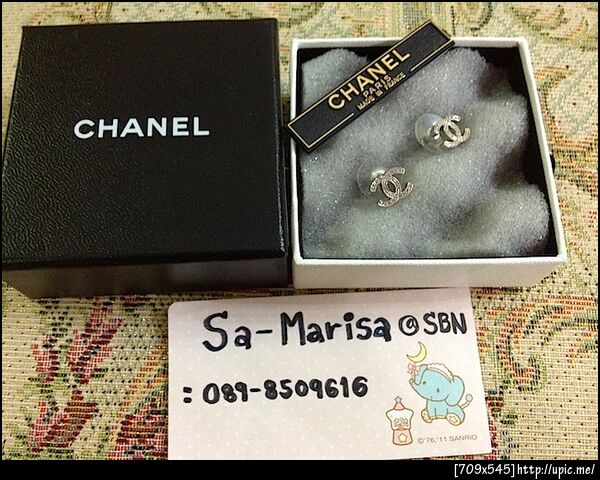 CHANEL
CHANEL
PARIS
MADE IN FRANCE
Sa-Marisa @SBN
: 089-8509616
©'76,'11 SANRIO
[709x545]http://upic.me/